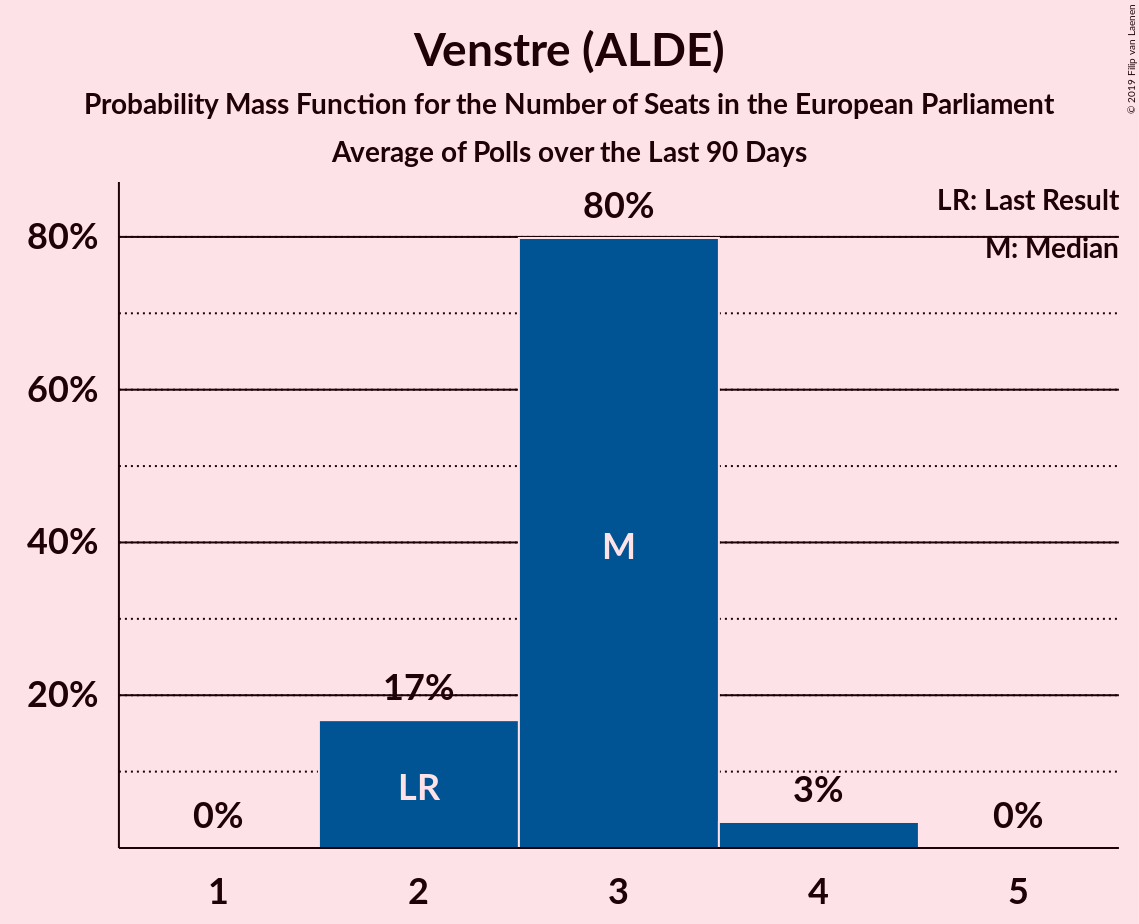 Venstre (ALDE)
Probability Mass Function for the Number of Seats in the European Parliament
Average of Polls over the Last 90 Days
© 2019 Filip van Laenen
LR: Last Result
M: Median
80%
60%
40%
20%
0%
17%
80%
3%
0%
LR
M
1 2 3 4 5